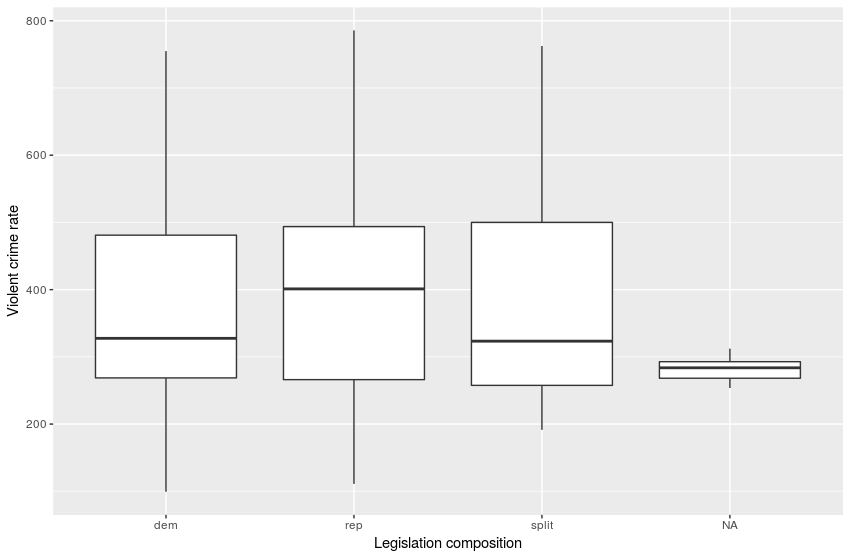 800
600
400
200
Violent crime rate
dem rep split NA
Legislation composition